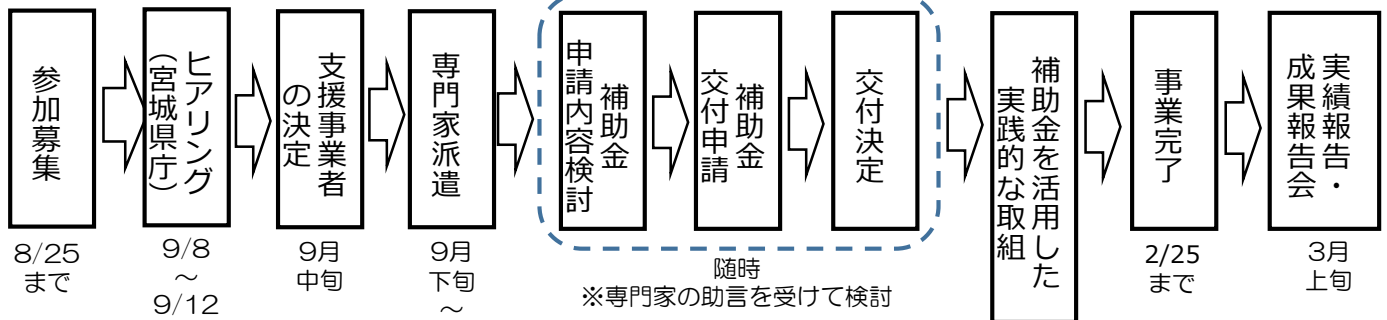 参加募集
8/25
まで
ヒアリング
（宮城県庁）
9/8
～
9/12
支援事業者
の決定
9月
中旬
専門家派遣
9月
下旬
～
補助金
申請内容検討
補助金
交付申請
交付決定
随時
※専門家の助言を受けて検討
補助金を活用した
実践的な取組
事業完了
2/25
まで
実績報告・
成果報告会
3月
上旬